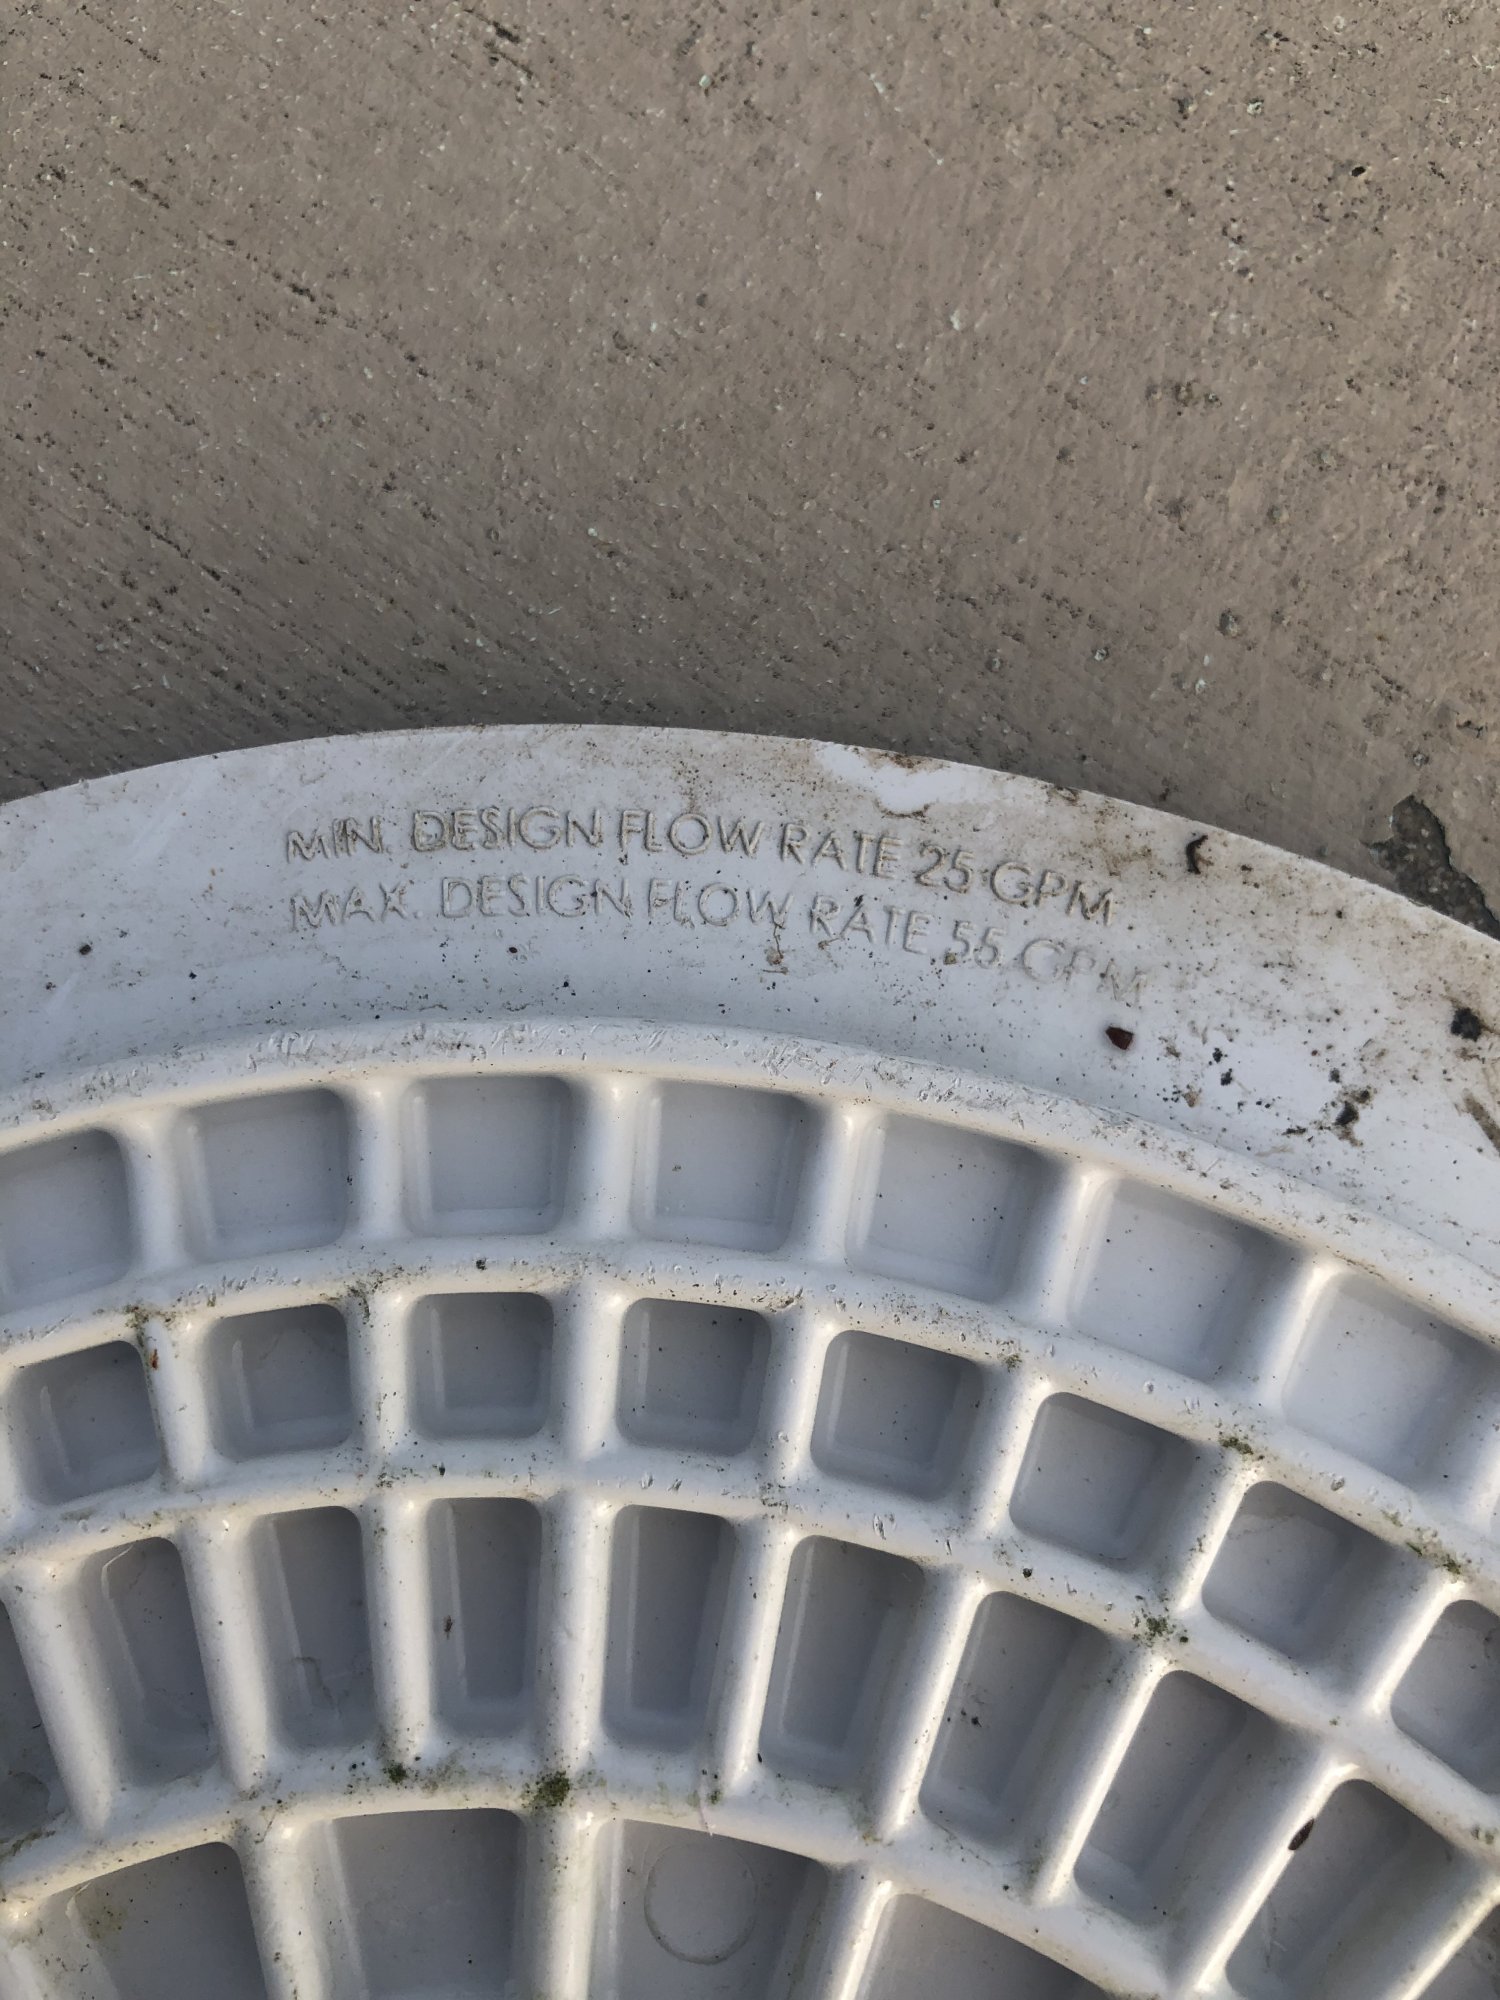 MIN. DESIGN FLOW RATE 25 GPM
MAX. DESIGN FLOW RATE 55 GPM